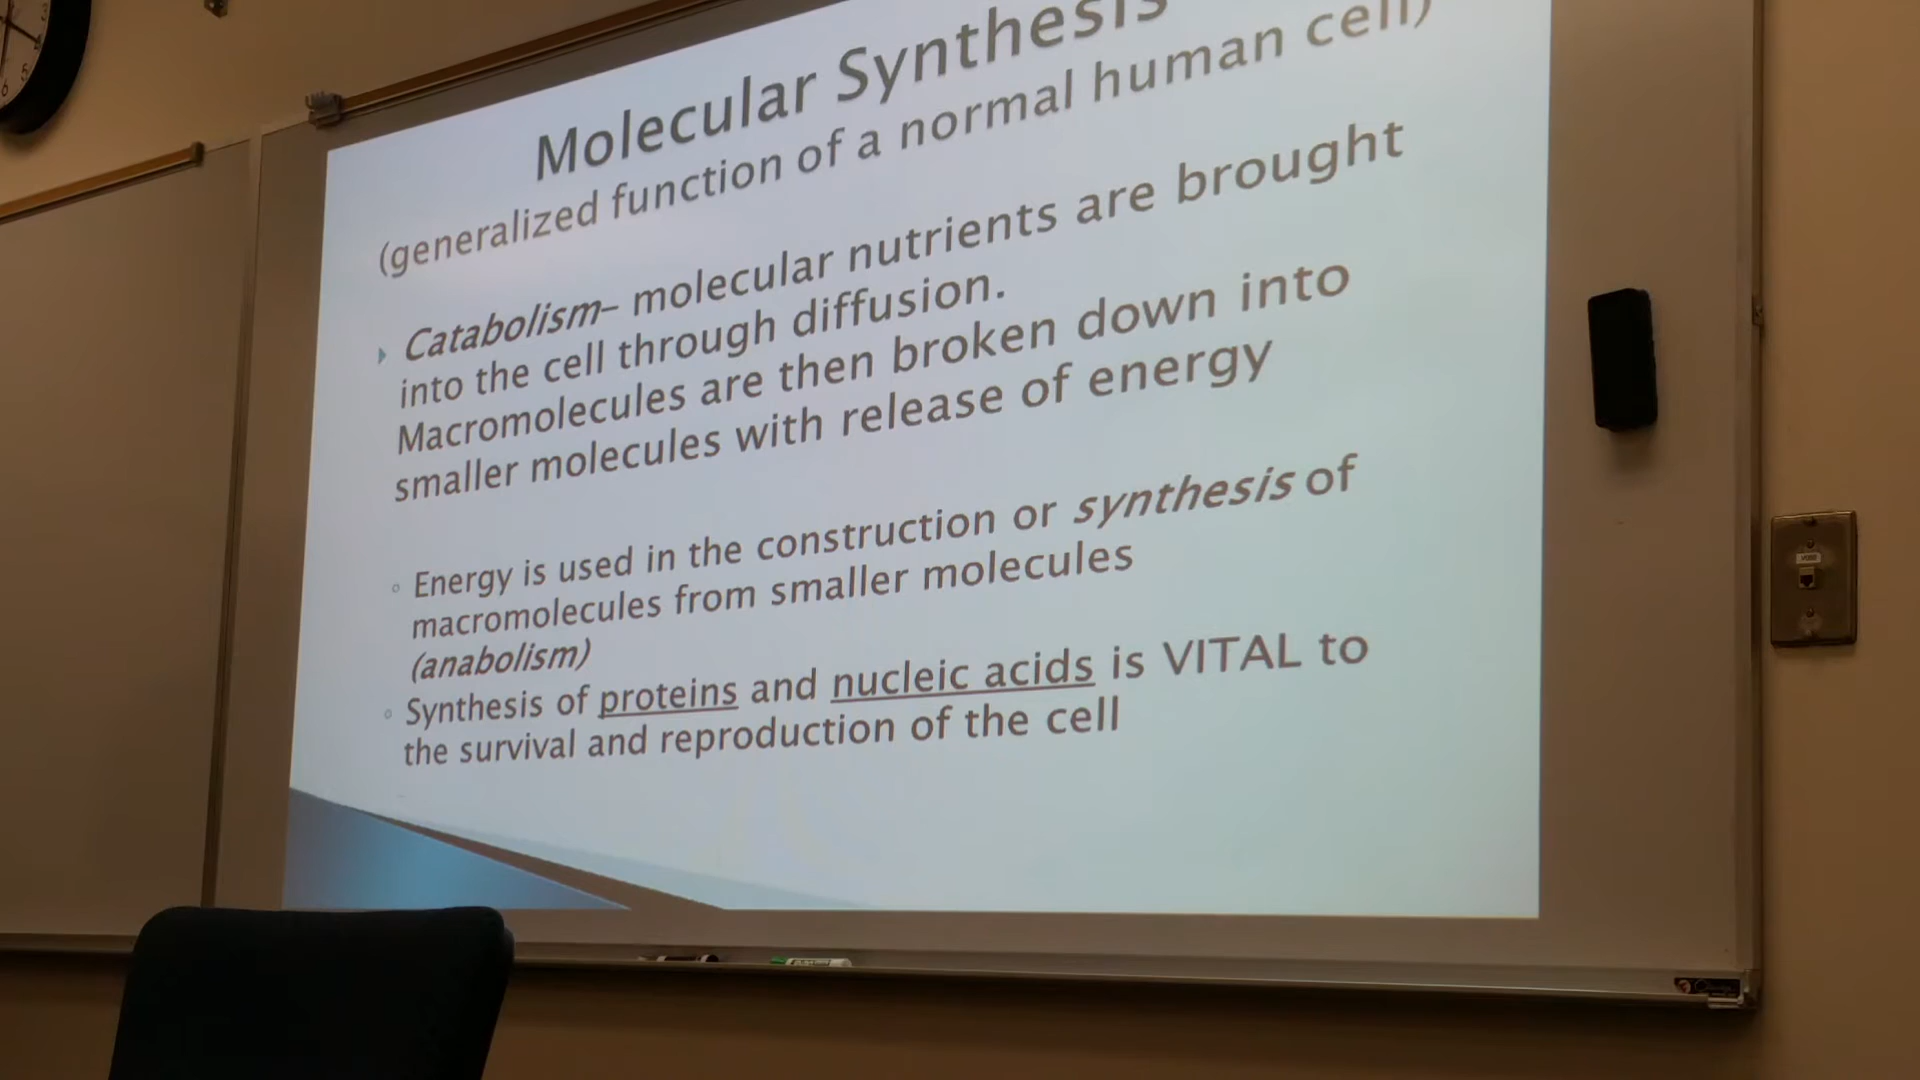 Molecular Synthesis
(generalized function of a normal human cell)
Catabolism– molecular nutrients are brought
into the cell through diffusion.
Macromolecules are then broken down into
smaller molecules with release of energy
Energy is used in the construction or synthesis of
macromolecules from smaller molecules
(anabolism)
Synthesis of proteins and nucleic acids is VITAL to
the survival and reproduction of the cell
5
6